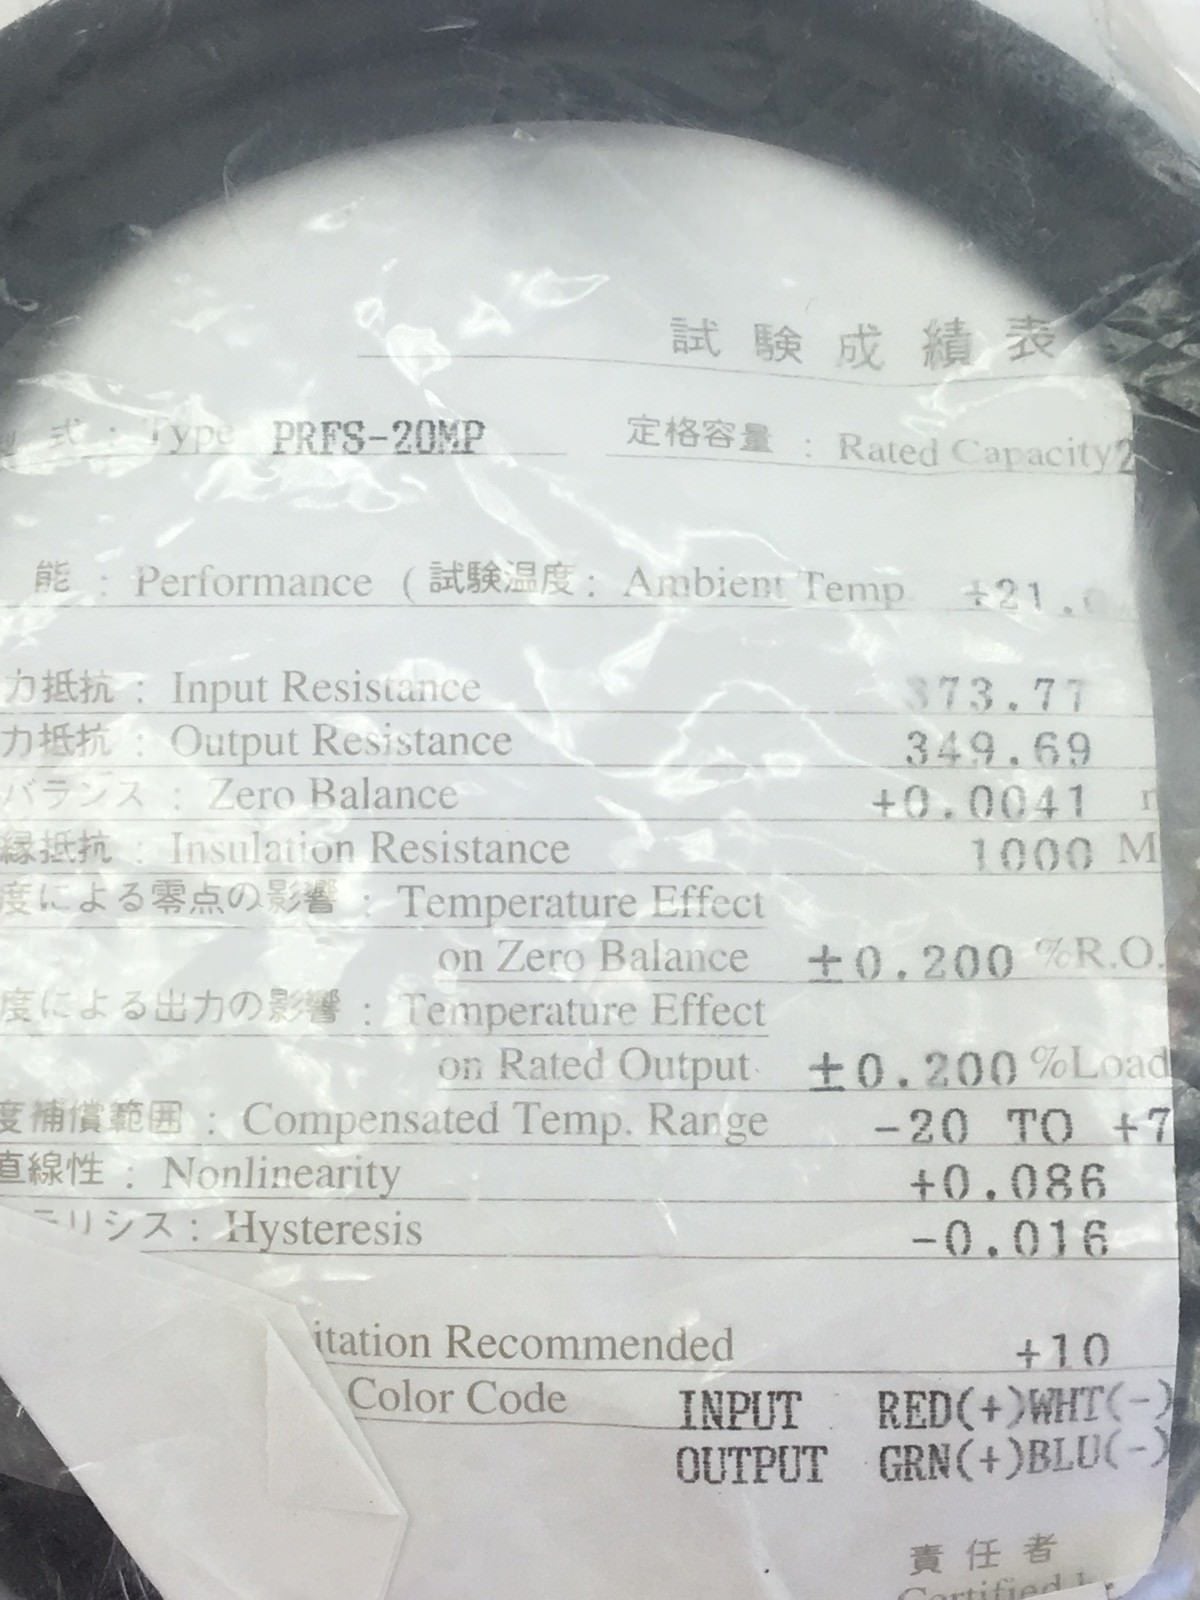 試験成績表
式 : Type PRFS-20MP 定格容量 : Rated Capacity 2
能 : Performance ( 試験温度 : Ambient Temp. +21.0
力抵抗 : Input Resistance 373.77
力抵抗 : Output Resistance 349.69
バランス : Zero Balance +0.0041
縁抵抗 : Insulation Resistance 1000 M
度による零点の影響 : Temperature Effect
on Zero Balance ±0.200 %R.O.
度による出力の影響 : Temperature Effect
on Rated Output ±0.200 %Load
度補償範囲 : Compensated Temp. Range -20 TO +7
直線性 : Nonlinearity +0.086
テリシス : Hysteresis -0.016
itation Recommended +10
Color Code INPUT RED(+)WHT(-)
OUTPUT GRN(+)BLU(-)
責任者
Certified